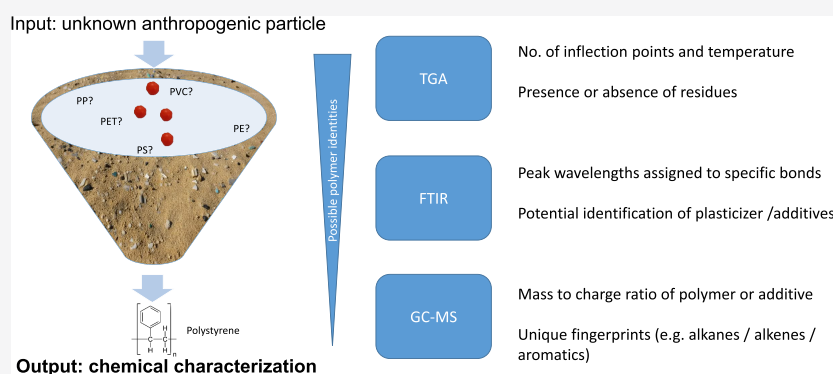 Input: unknown anthropogenic particle
PP?
PVC?
PET?
PE?
PS?
Possible polymer identities
TGA
No. of inflection points and temperature
Presence or absence of residues
FTIR
Peak wavelengths assigned to specific bonds
Potential identification of plasticizer /additives
GC-MS
Mass to charge ratio of polymer or additive
Unique fingerprints (e.g. alkanes / alkenes /
aromatics)
H
H
H
n
Polystyrene
Output: chemical characterization